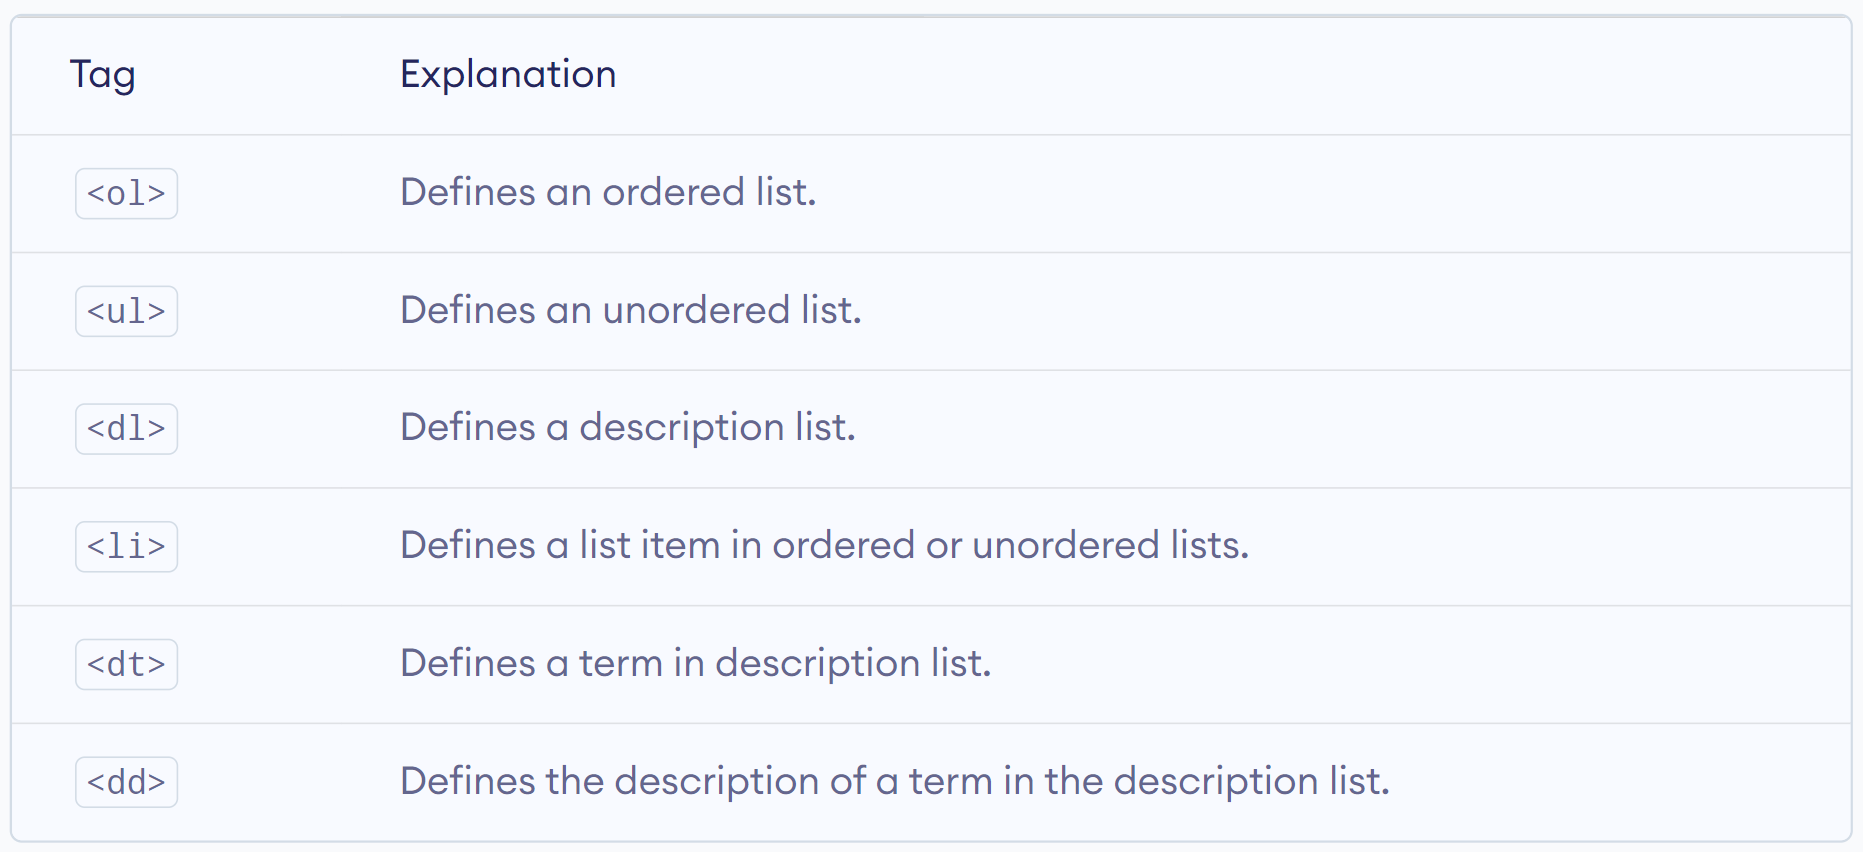 Tag Explanation
<ol> Defines an ordered list.
<ul> Defines an unordered list.
<dl> Defines a description list.
<li> Defines a list item in ordered or unordered lists.
<dt> Defines a term in description list.
<dd> Defines the description of a term in the description list.